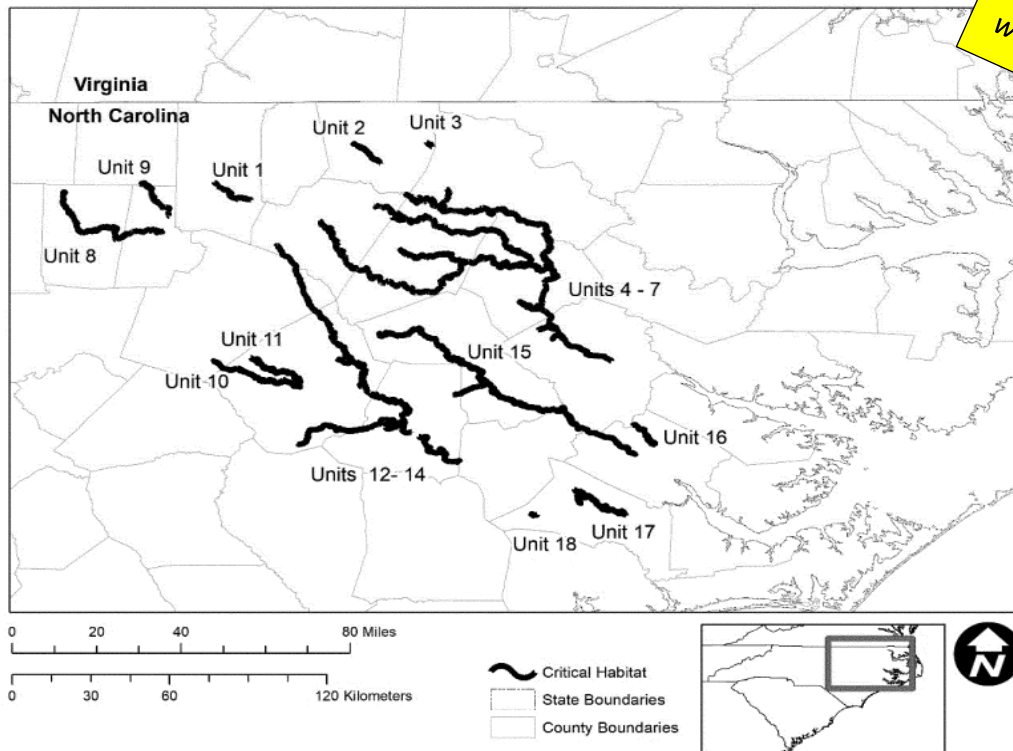 Virginia
North Carolina
Unit 2
Unit 3
Unit 9
Unit 1
Unit 8
Units 4 - 7
Unit 11
Unit 15
Unit 10
Unit 16
Units 12- 14
Unit 18
Unit 17
0 20 40 80 Miles
0 30 60 120 Kilometers
Critical Habitat
State Boundaries
County Boundaries
N